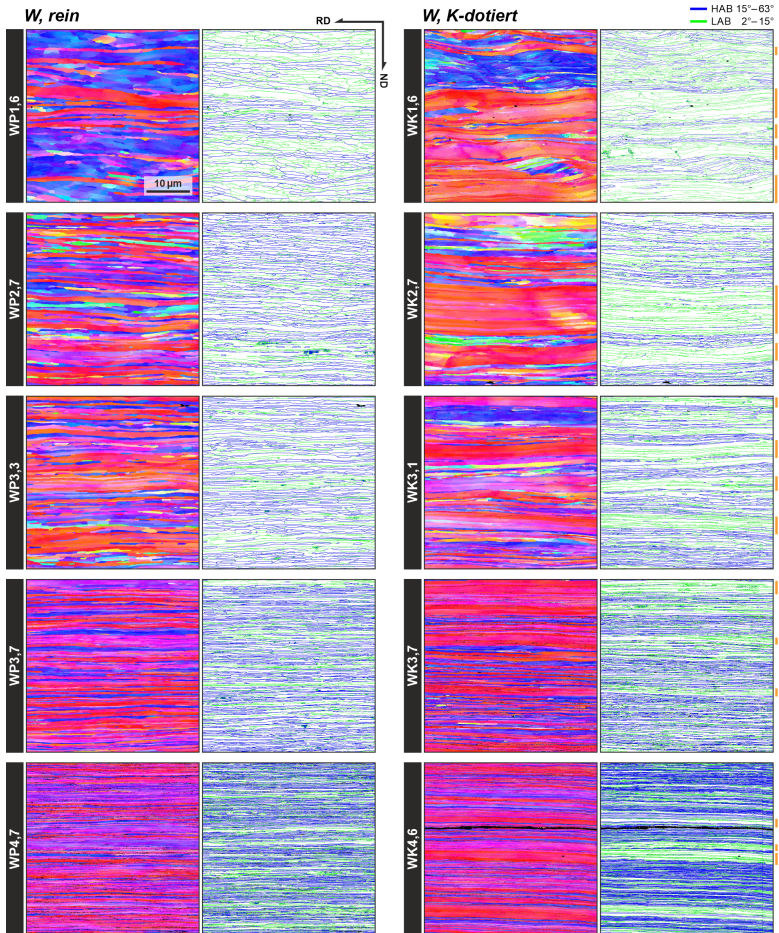 W, rein
RD
ND
W, K-dotiert
HAB 15°–63°
LAB 2°–15°
WP1,6
10 µm
WK1,6
WP2,7
WK2,7
WP3,3
WK3,1
WP3,7
WK3,7
WP4,7
WK4,6